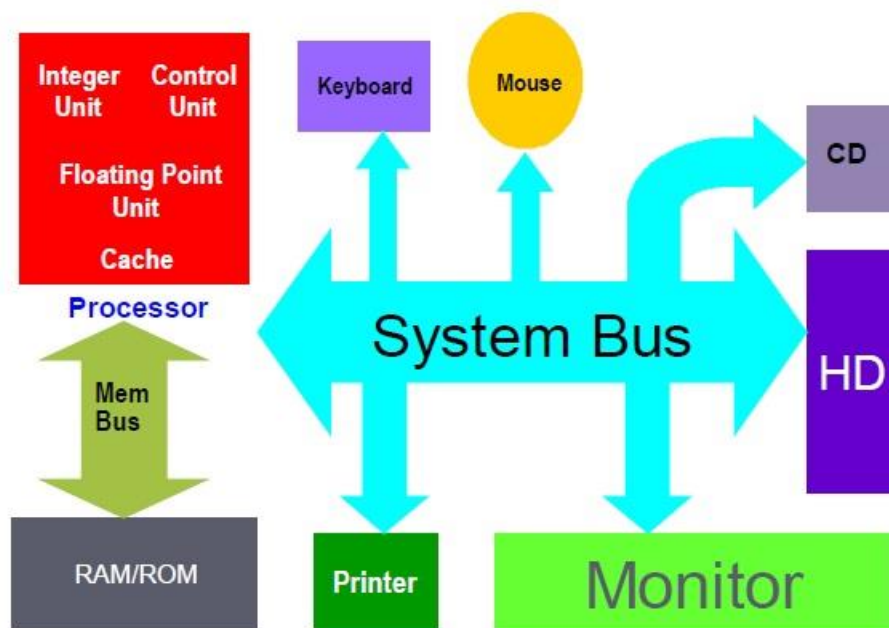 Integer Unit
Control Unit
Floating Point
Unit
Cache
Processor
Mem
Bus
RAM/ROM
Keyboard
Mouse
CD
System Bus
HD
Printer
Monitor